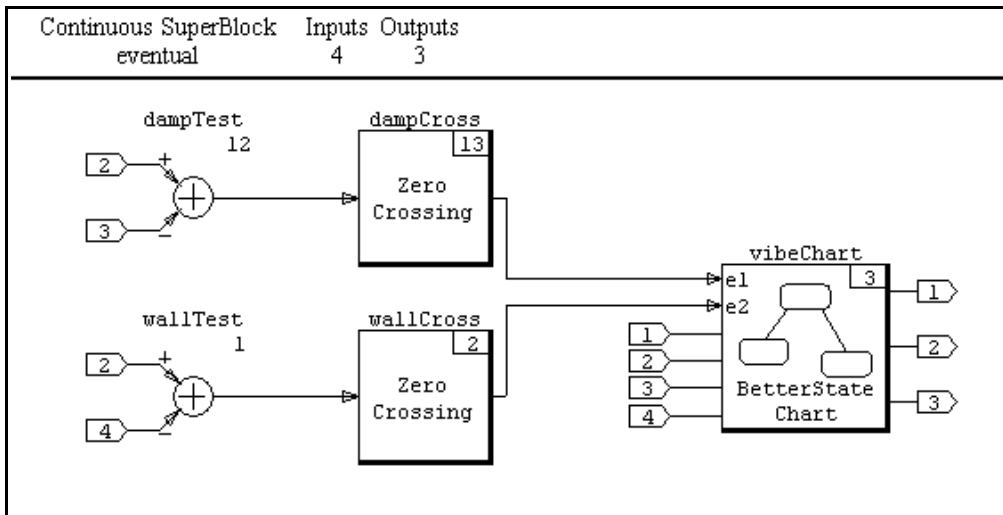 Continuous SuperBlock Inputs Outputs
eventual 4 3
dampTest
12
dampCross
13
2
+
3
−
Zero
Crossing
wallTest
1
wallCross
2
2
+
4
−
Zero
Crossing
vibeChart
3
e1
e2
1
2
3
4
BetterState
Chart
1
2
3